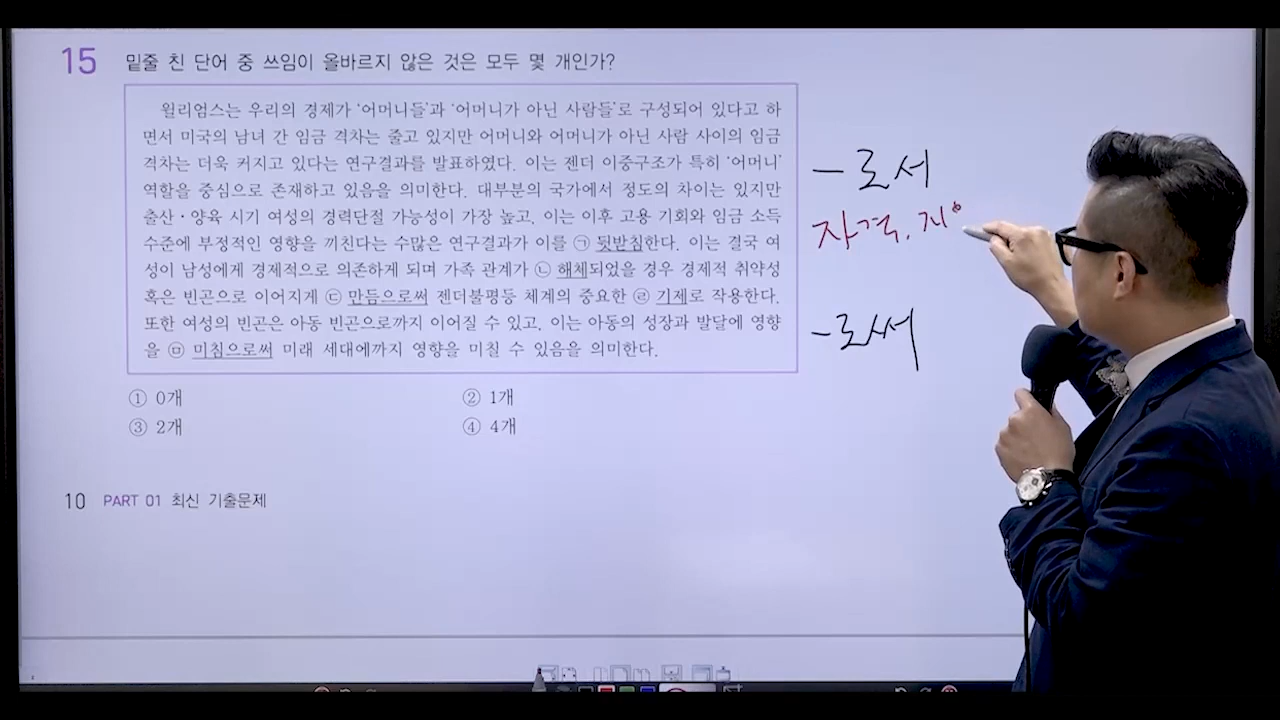 15 밑줄 친 단어 중 쓰임이 올바르지 않은 것은 모두 몇 개인가?
윌리엄스는 우리의 경제가 '어머니들'과 '어머니가 아닌 사람들'로 구성되어 있다고 하
면서 미국의 남녀 간 임금 격차는 줄고 있지만 어머니와 어머니가 아닌 사람 사이의 임금
격차는 더욱 커지고 있다는 연구결과를 발표하였다. 이는 젠더 이중구조가 특히 '어머니'
역할을 중심으로 존재하고 있음을 의미한다. 대부분의 국가에서 정도의 차이는 있지만
출산·양육 시기 여성의 경력단절 가능성이 가장 높고, 이는 이후 고용 기회와 임금 소득
수준에 부정적인 영향을 끼친다는 수많은 연구결과가 이를 ㉠ 뒷받침한다. 이는 결국 여
성이 남성에게 경제적으로 의존하게 되며 가족 관계가 ㉡ 해체되었을 경우 경제적 취약성
혹은 빈곤으로 이어지게 ㉢ 만듦으로써 젠더불평등 체계의 중요한 ㉣ 기제로 작용한다.
또한 여성의 빈곤은 아동 빈곤으로까지 이어질 수 있고, 이는 아동의 성장과 발달에 영향
을 ㉤ 미침으로써 미래 세대에까지 영향을 미칠 수 있음을 의미한다.
① 0개 ② 1개
③ 2개 ④ 4개
10 PART 01 최신 기출문제
-로서
자격, 지
-로써